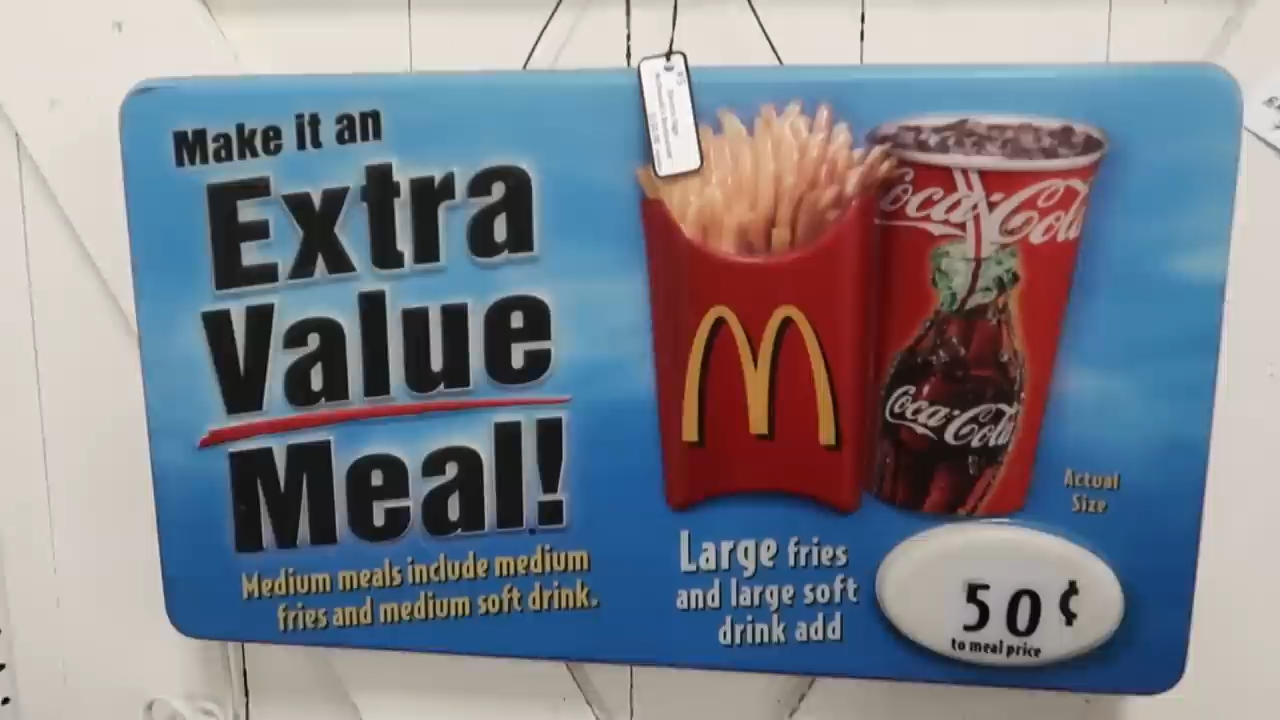 Make it an
Extra
Value
Meal!
Medium meals include medium
fries and medium soft drink.
Coca-Cola
Coca-Cola
M
Actual
Size
Large fries
and large soft
drink add
50¢
to meal price